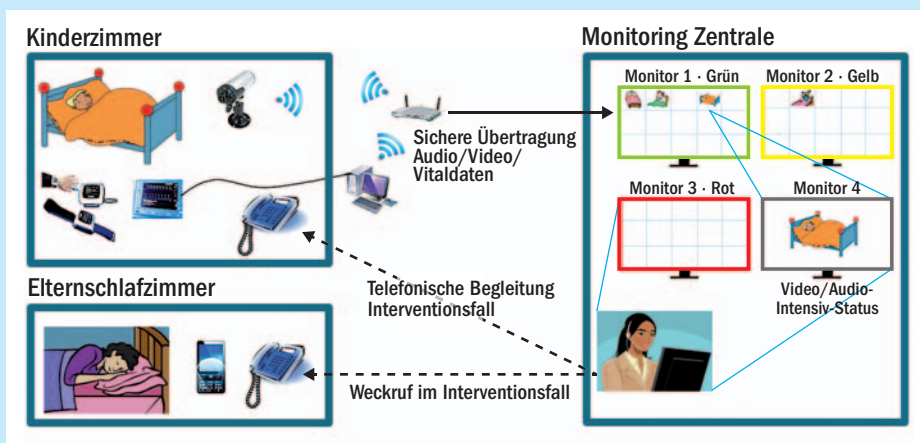 Kinderzimmer
Monitoring Zentrale
Monitor 1 · Grün
Monitor 2 · Gelb
Sichere Übertragung
Audio/Video/
Vitaldaten
Monitor 3 · Rot
Monitor 4
Video/Audio-
Intensiv-Status
Elternschlafzimmer
Telefonische Begleitung
Interventionsfall
Weckruf im Interventionsfall